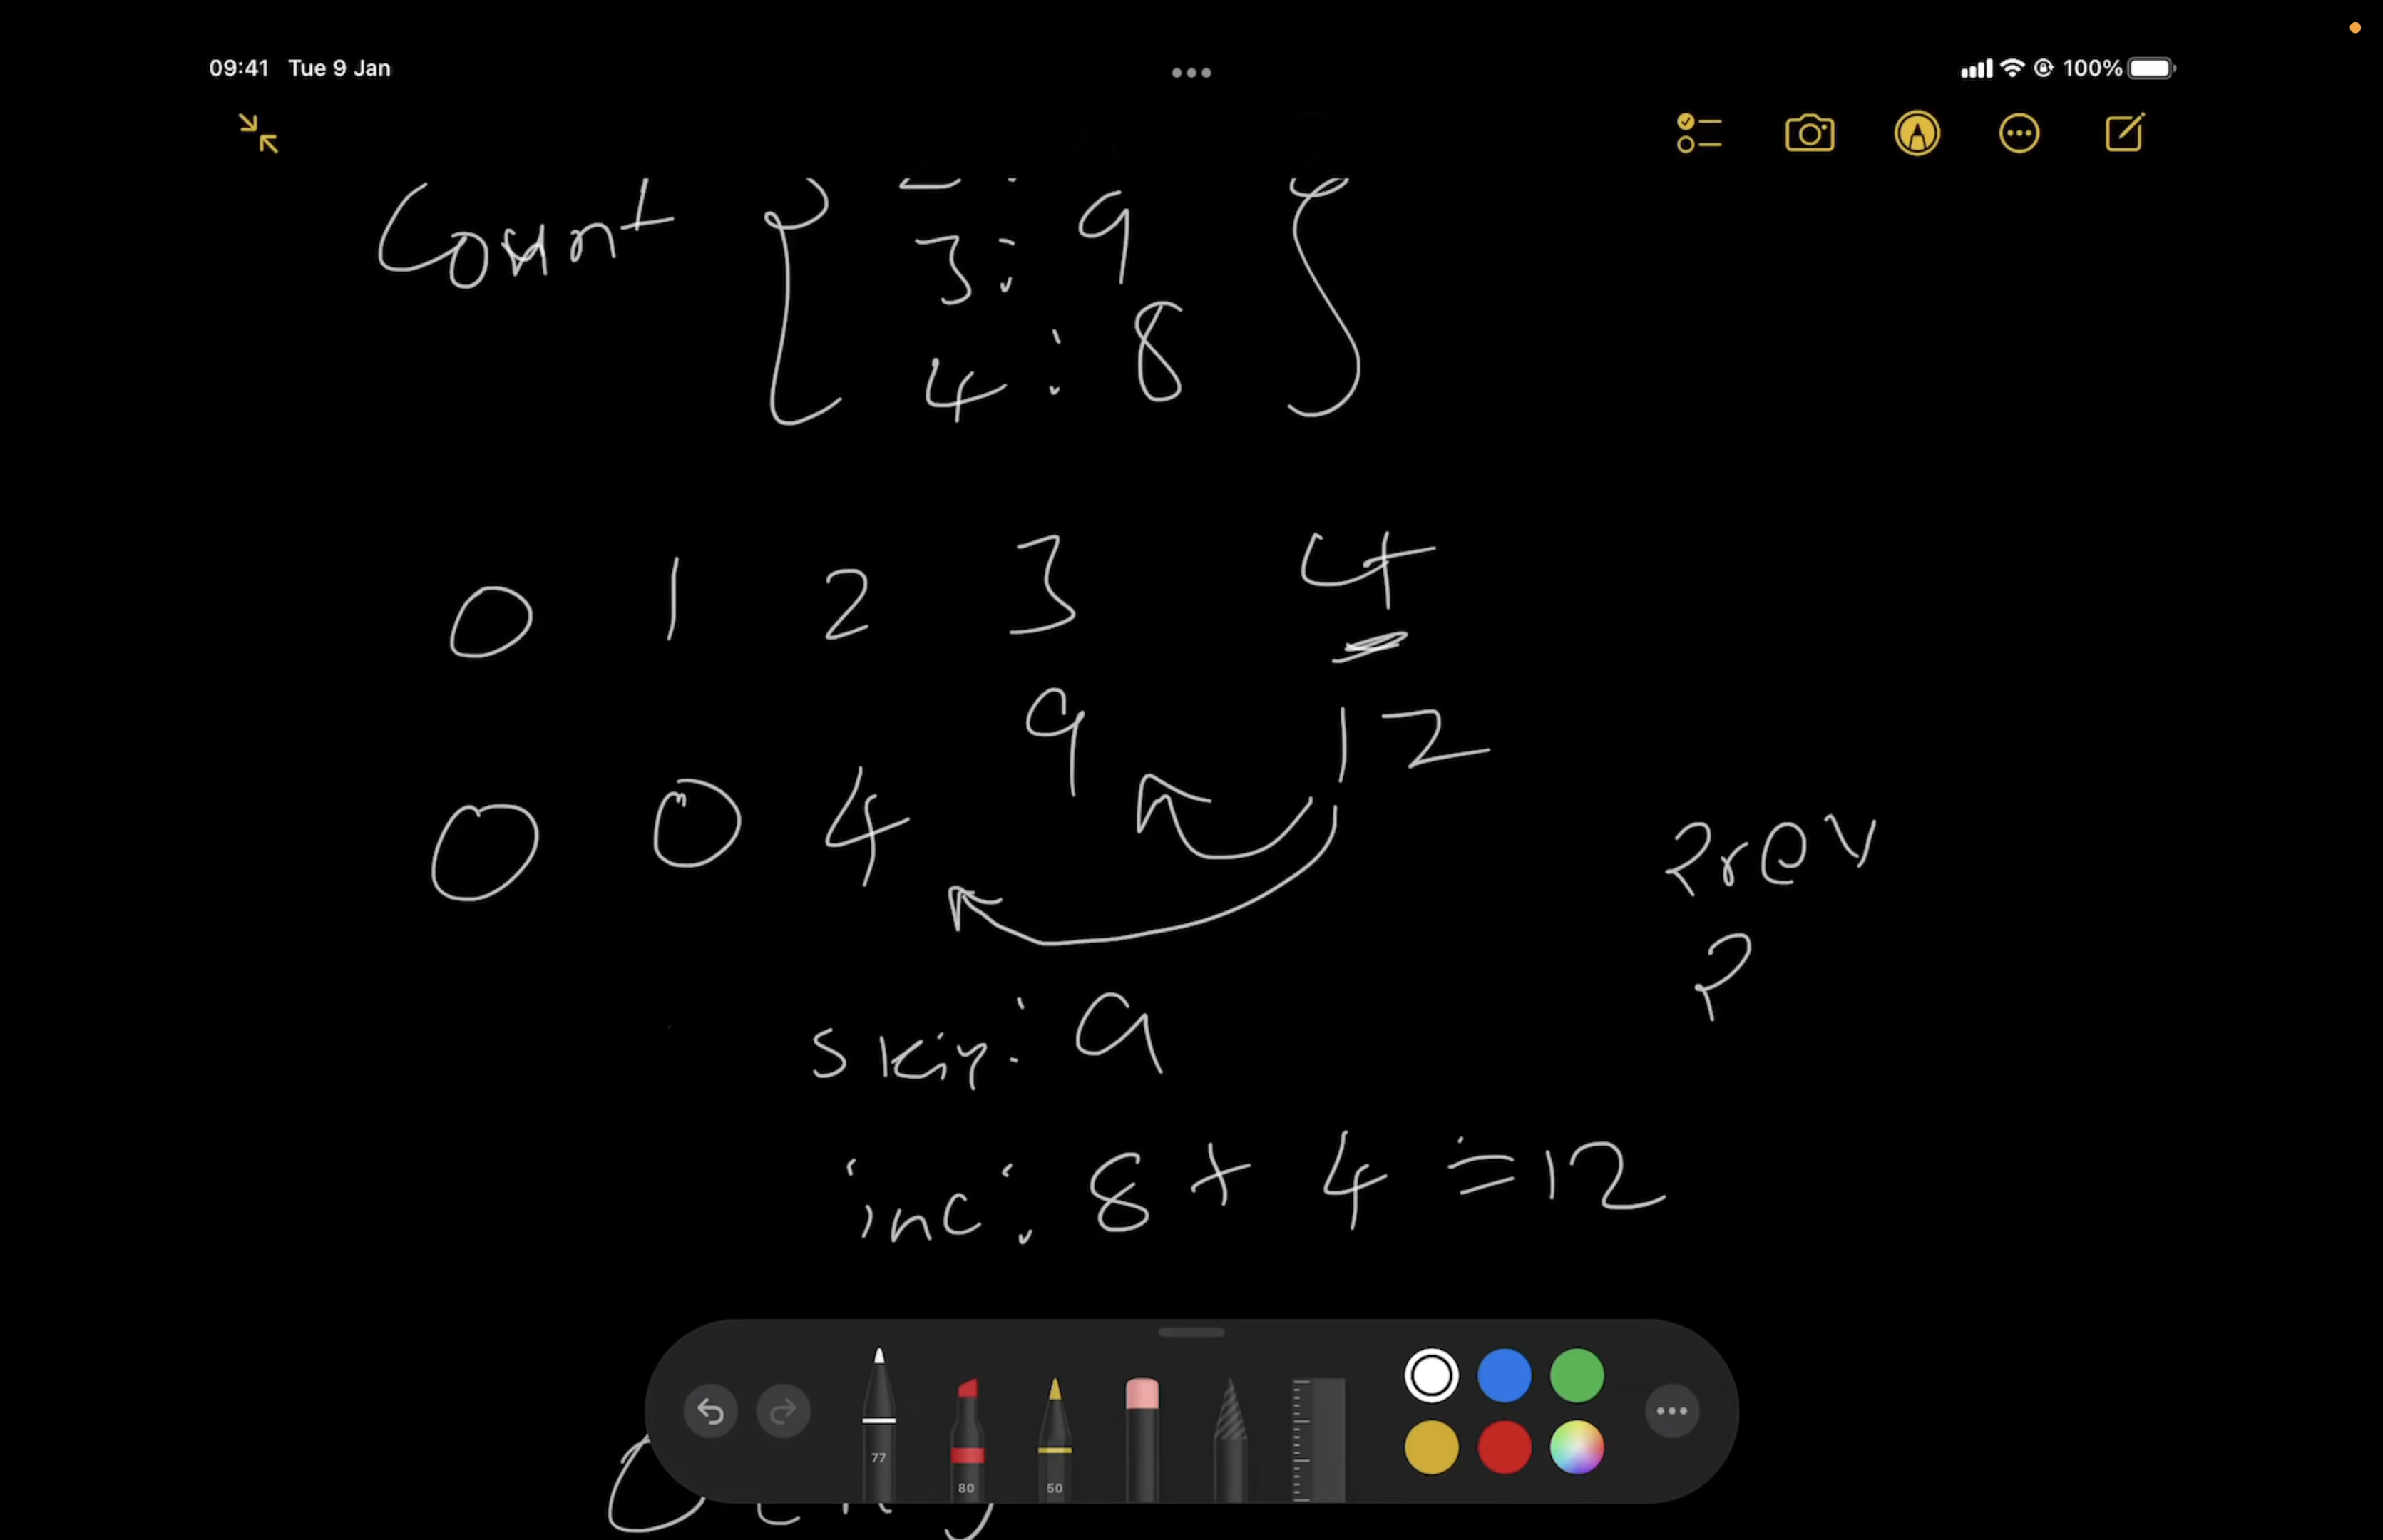 09:41 Tue 9 Jan 100%
Count { 2 :
3: 9
4 : 8 }
0 1 2 3 4
0 0 4 9 12
Prev
P
skip: 9
inc: 8 + 4 = 12
77 80 50